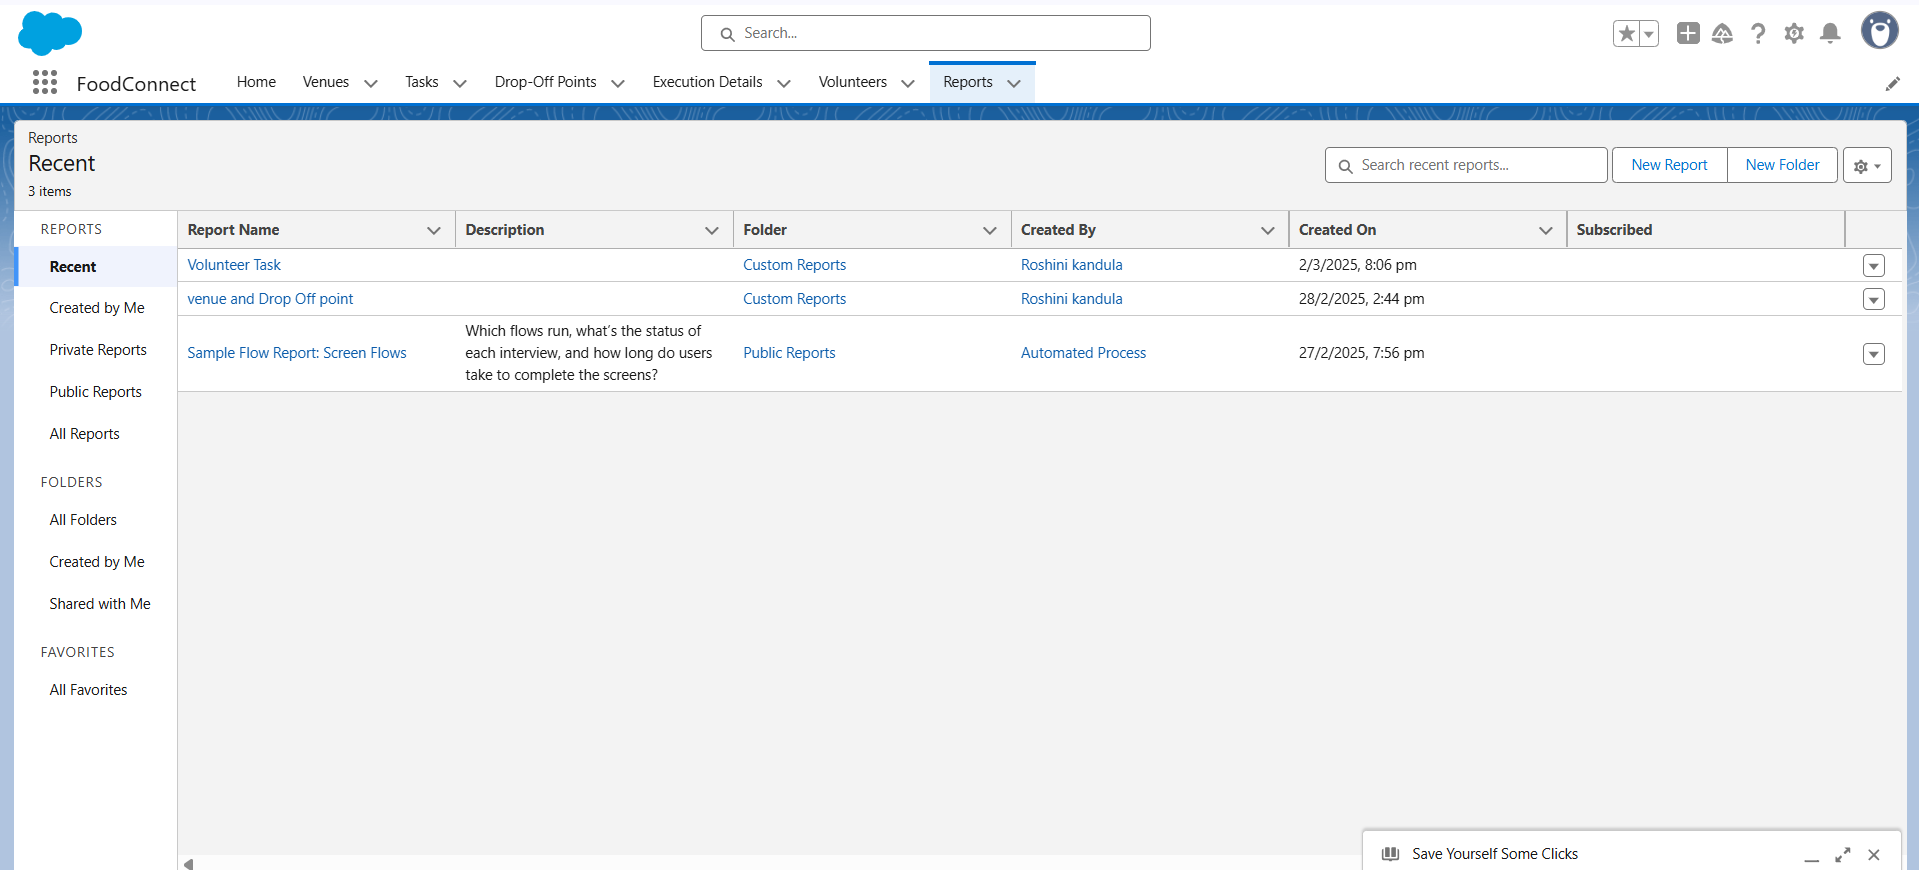 Search...
FoodConnect
Home
Venues
Tasks
Drop-Off Points
Execution Details
Volunteers
Reports
Reports
Recent
3 items
Search recent reports...
New Report
New Folder
REPORTS
Recent
Created by Me
Private Reports
Public Reports
All Reports
FOLDERS
All Folders
Created by Me
Shared with Me
FAVORITES
All Favorites
Report Name
Description
Folder
Created By
Created On
Subscribed
Volunteer Task
Custom Reports
Roshini kandula
2/3/2025, 8:06 pm
venue and Drop Off point
Custom Reports
Roshini kandula
28/2/2025, 2:44 pm
Sample Flow Report: Screen Flows
Which flows run, what's the status of
each interview, and how long do users
take to complete the screens?
Public Reports
Automated Process
27/2/2025, 7:56 pm
Save Yourself Some Clicks